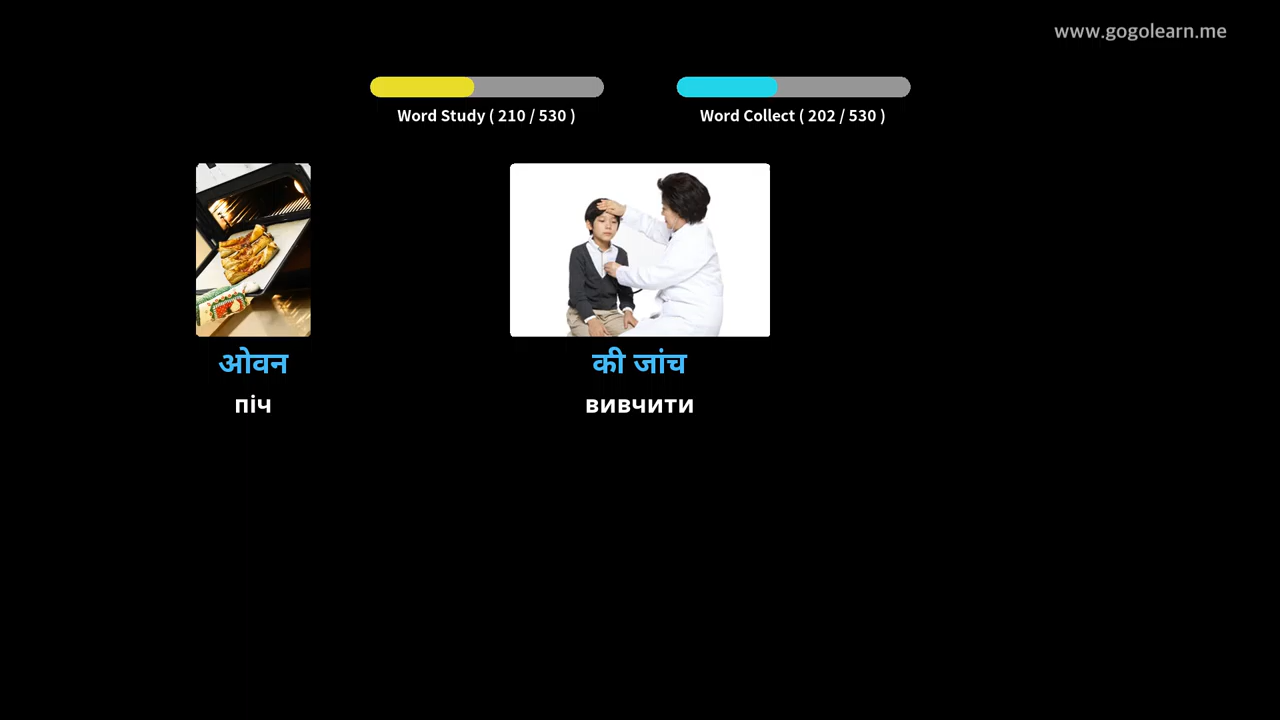 www.gogolearn.me
Word Study ( 210 / 530 )
Word Collect ( 202 / 530 )
ओवन
піч
की जांच
вивчити